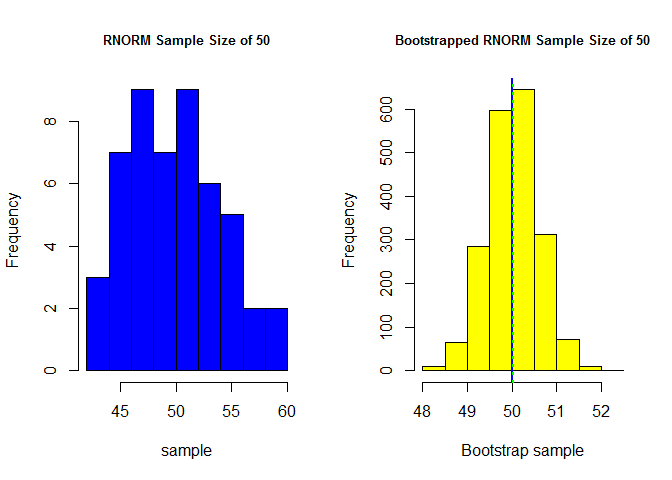 RNORM Sample Size of 50
Frequency
0 2 4 6 8
45 50 55 60
sample
Bootstrapped RNORM Sample Size of 50
Frequency
0 100 200 300 400 500 600
48 49 50 51 52
Bootstrap sample